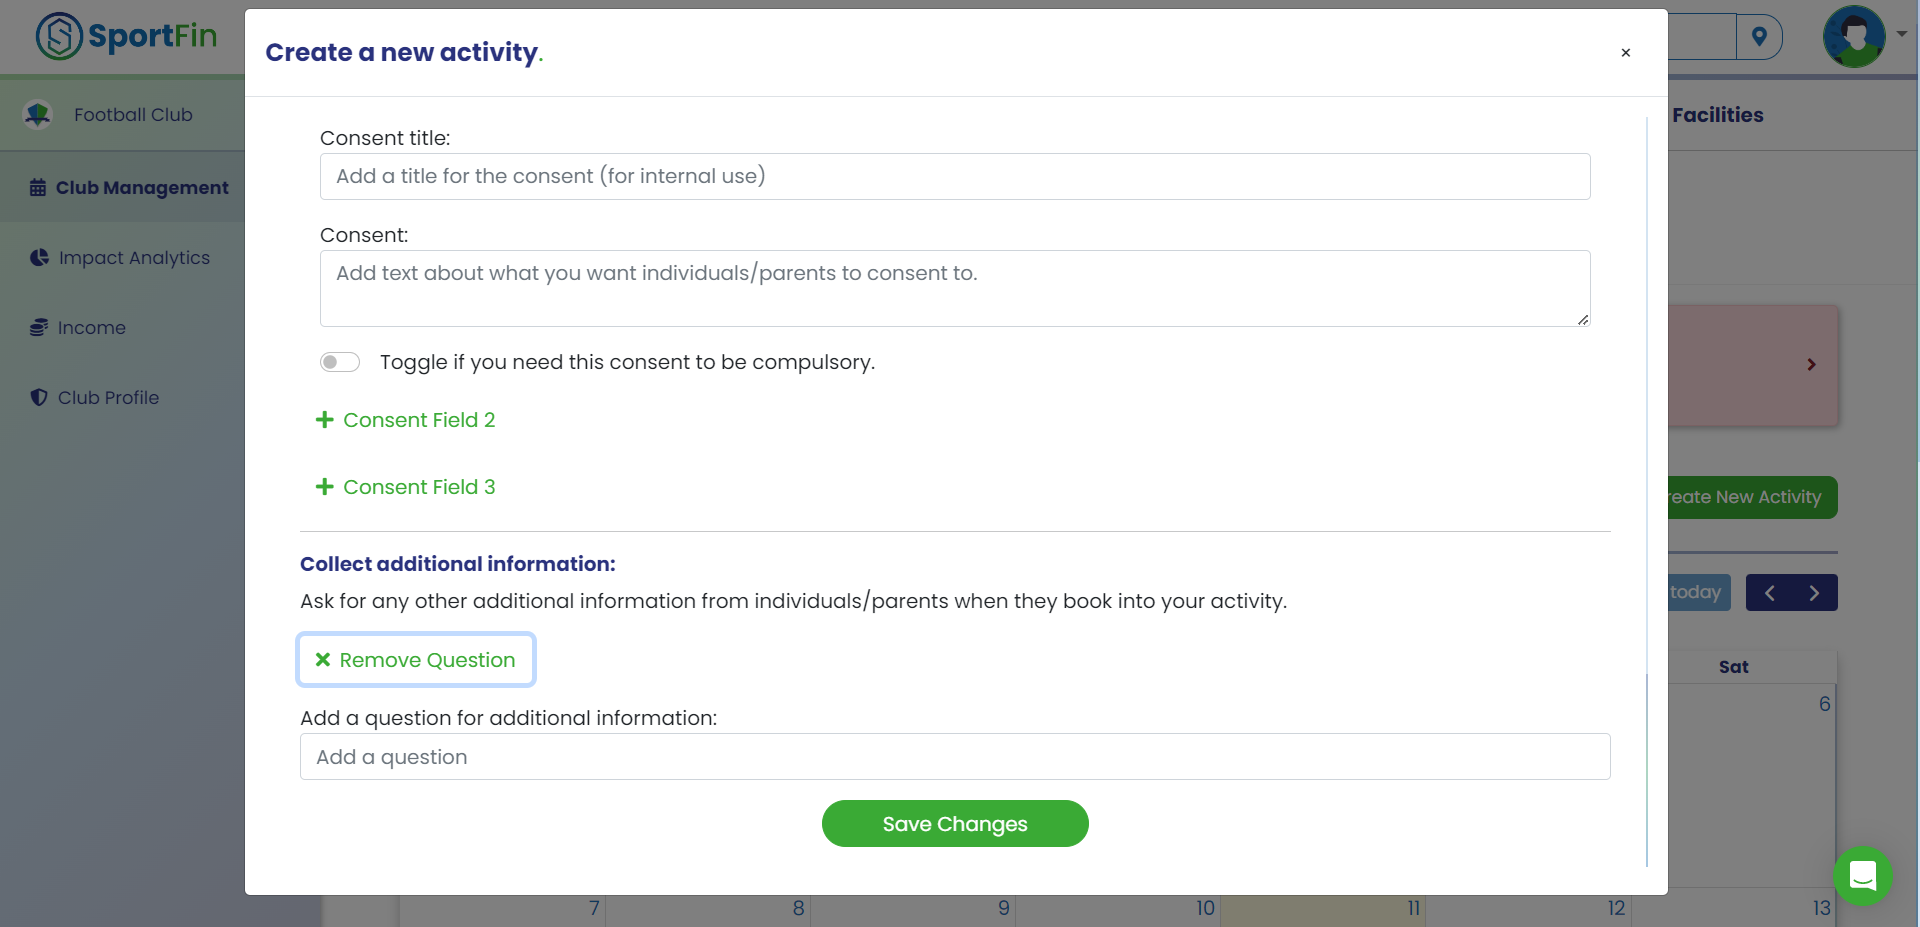 SportFin
Create a new activity.
×
Football Club
Facilities
Consent title:
Add a title for the consent (for internal use)
Club Management
Consent:
Impact Analytics
Add text about what you want individuals/parents to consent to.
Income
Toggle if you need this consent to be compulsory.
Club Profile
Consent Field 2
Consent Field 3
reate New Activity
Collect additional information:
Ask for any other additional information from individuals/parents when they book into your activity.
today
Remove Question
Sat
6
Add a question for additional information:
Add a question
Save Changes
7 8 9 10 11 12 13